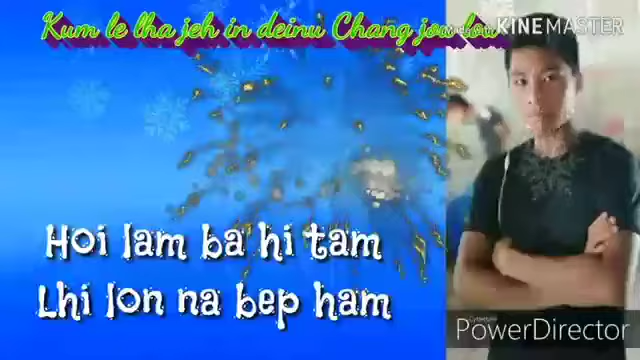 Kum le lha jeh in deinu Chang jou lou
KINEMASTER
Hoi lam ba hi tam
Lhi lon na bep ham
CyberLink
PowerDirector